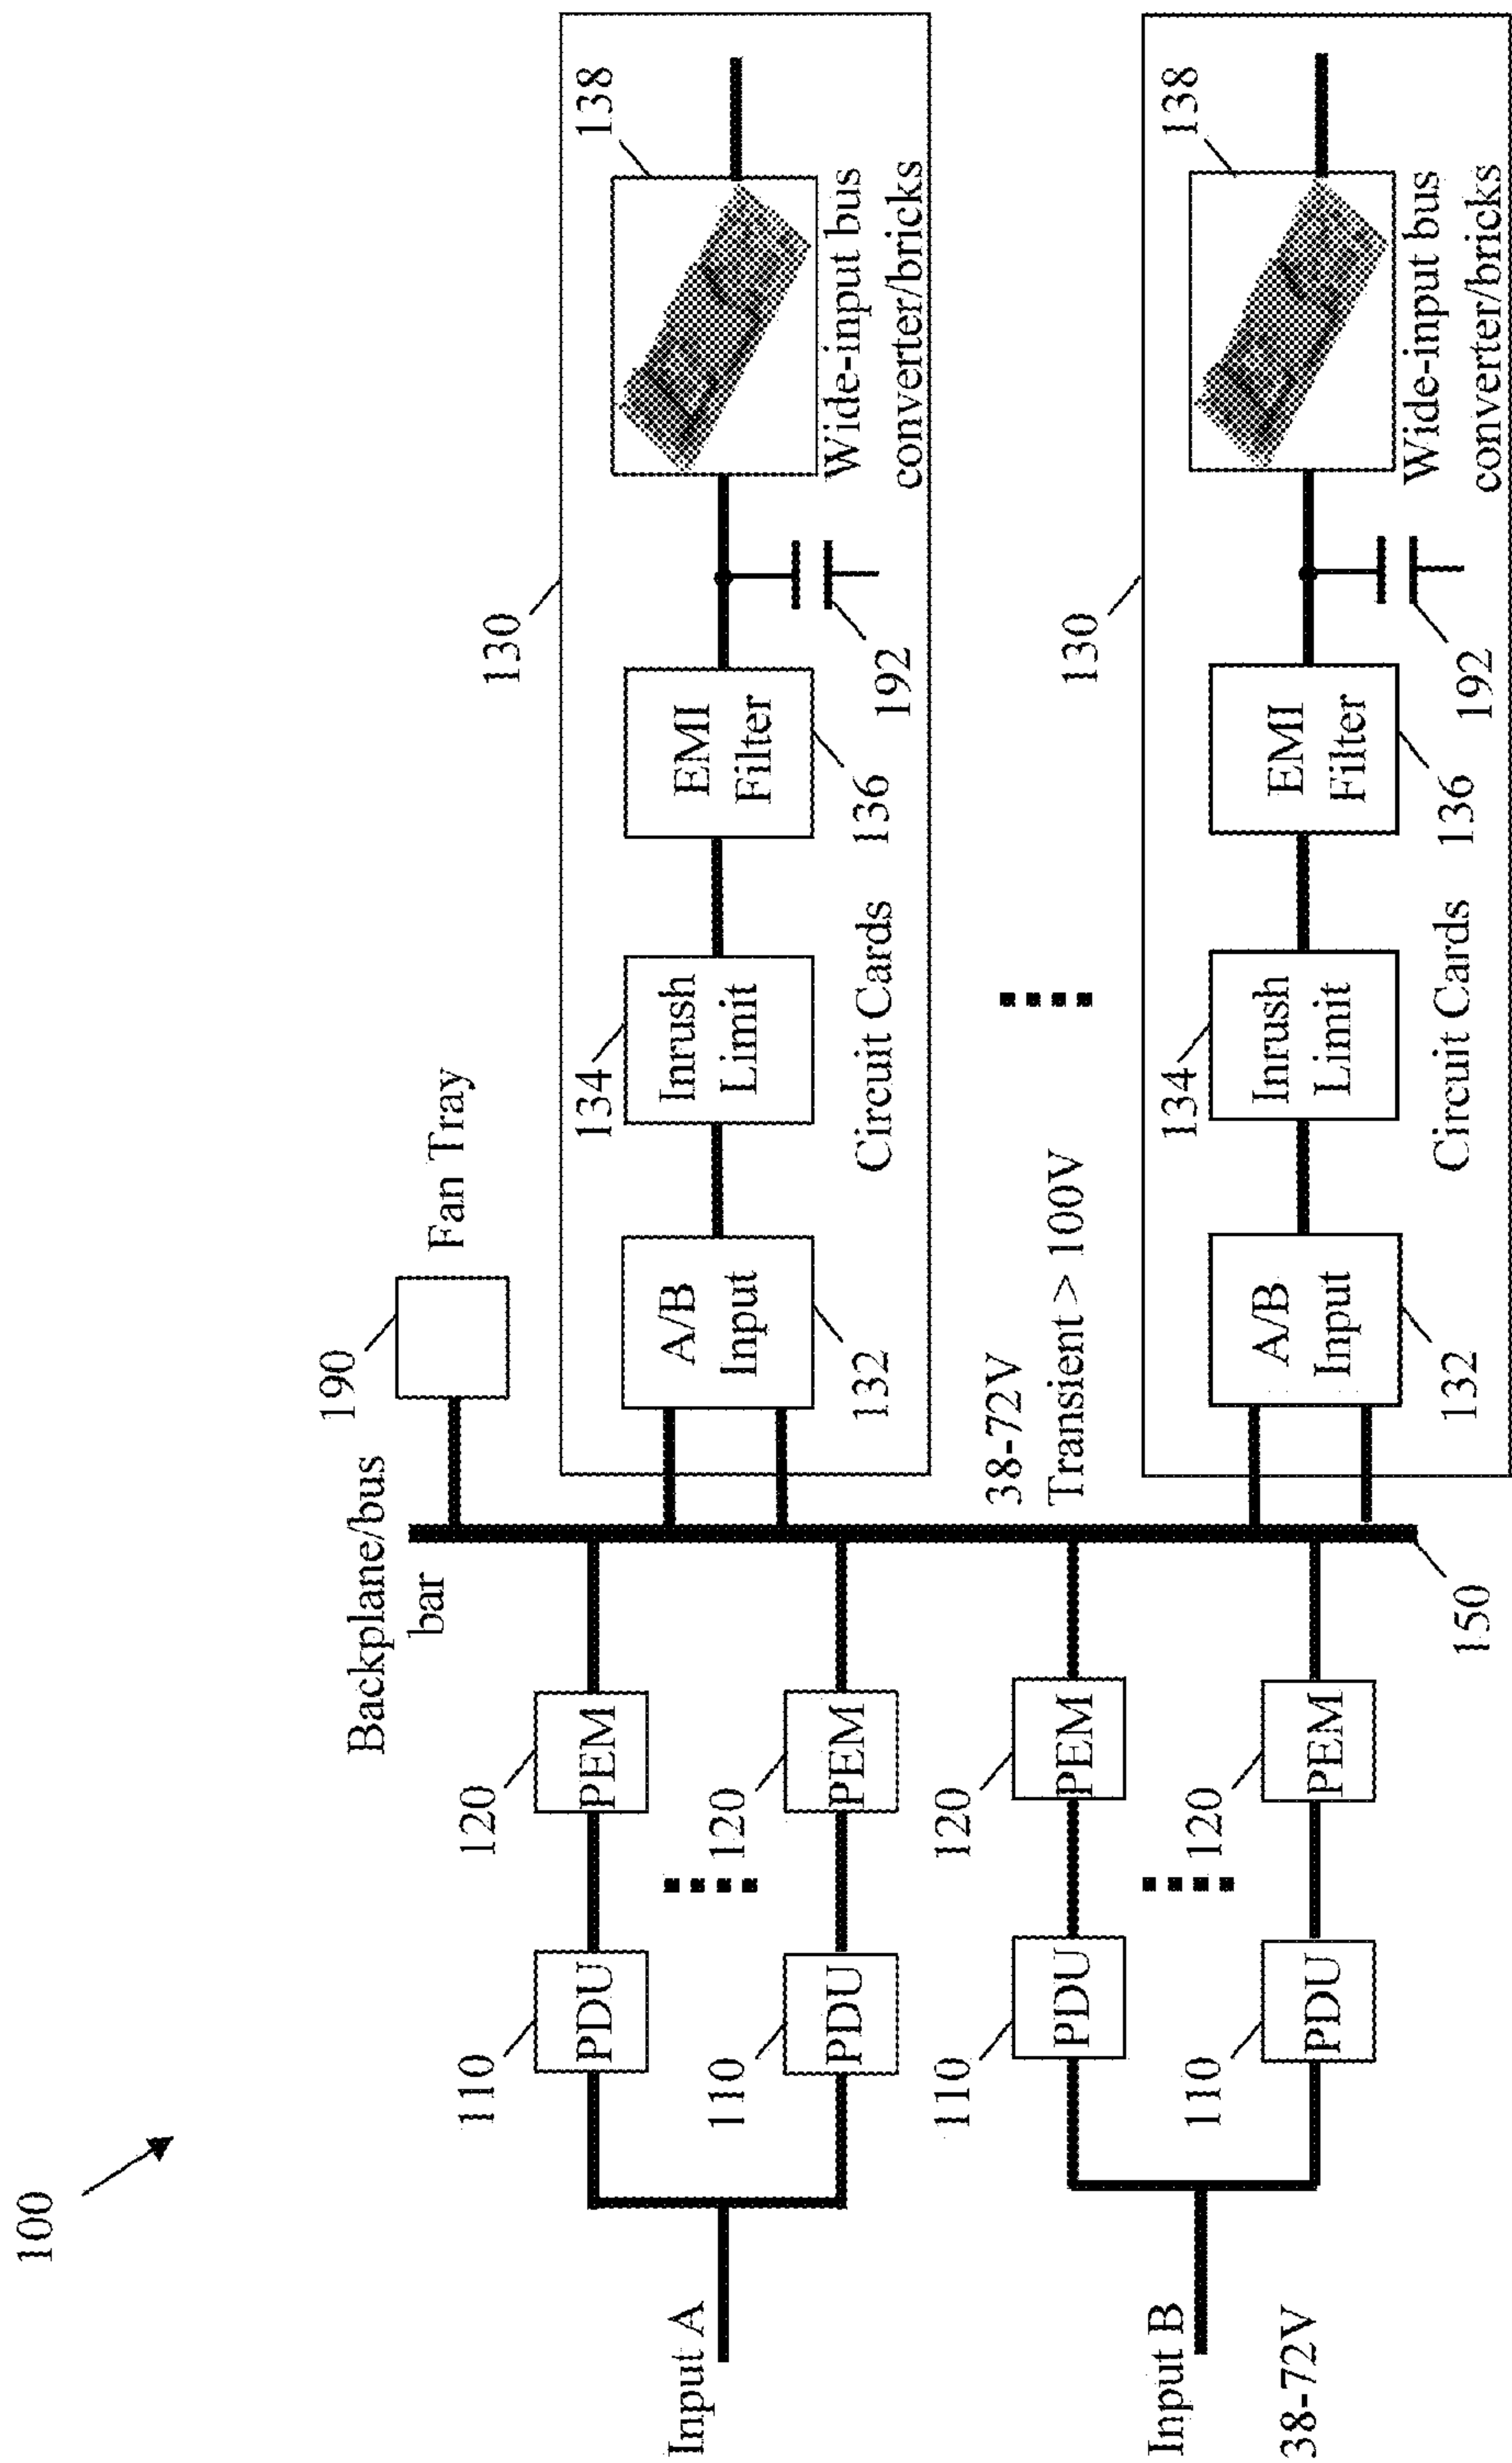 100
Input A
Input B
38-72V
110
PDU
120
PEM
110
PDU
120
PEM
110
PDU
120
PEM
110
PDU
120
PEM
Backplane/bus
bar
150
190
Fan Tray
38-72V
Transient > 100V
130
A/B
Input
132
134
Inrush
Limit
EMI
Filter
136
192
138
Wide-input bus
converter/bricks
Circuit Cards
130
A/B
Input
132
134
Inrush
Limit
EMI
Filter
136
192
138
Wide-input bus
converter/bricks
Circuit Cards